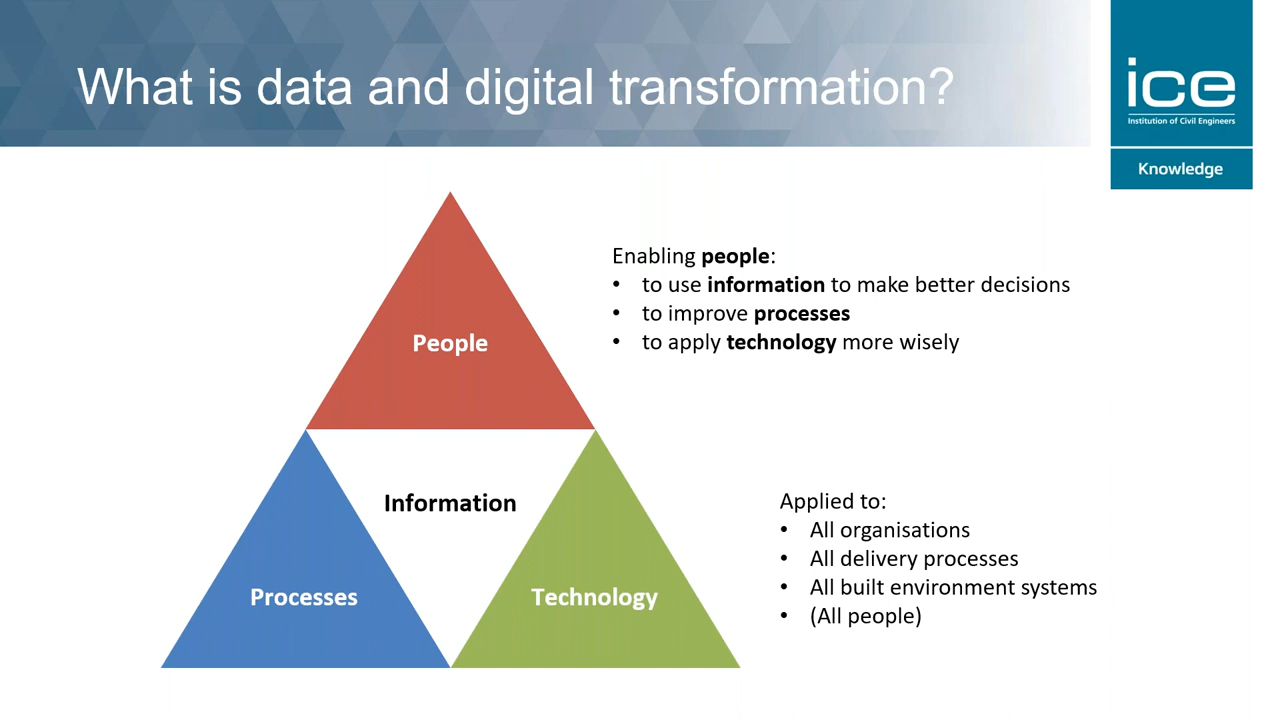 What is data and digital transformation?
ice
Institution of Civil Engineers
Knowledge
People
Enabling people:
• to use information to make better decisions
• to improve processes
• to apply technology more wisely
Information
Processes
Technology
Applied to:
• All organisations
• All delivery processes
• All built environment systems
• (All people)